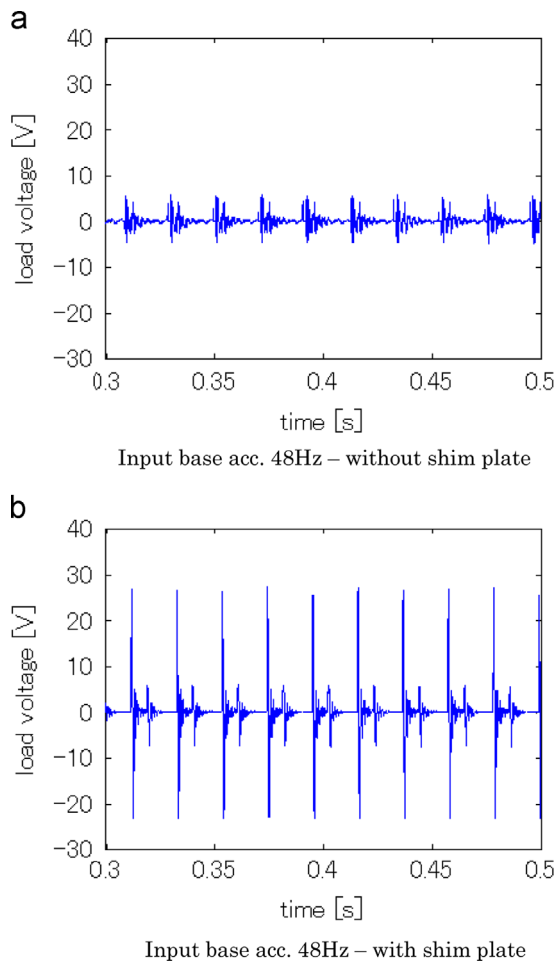 a
40
30
20
10
0
−10
−20
−30
load voltage [V]
0.3 0.35 0.4 0.45 0.5
time [s]
Input base acc. 48Hz – without shim plate
b
40
30
20
10
0
−10
−20
−30
load voltage [V]
0.3 0.35 0.4 0.45 0.5
time [s]
Input base acc. 48Hz – with shim plate